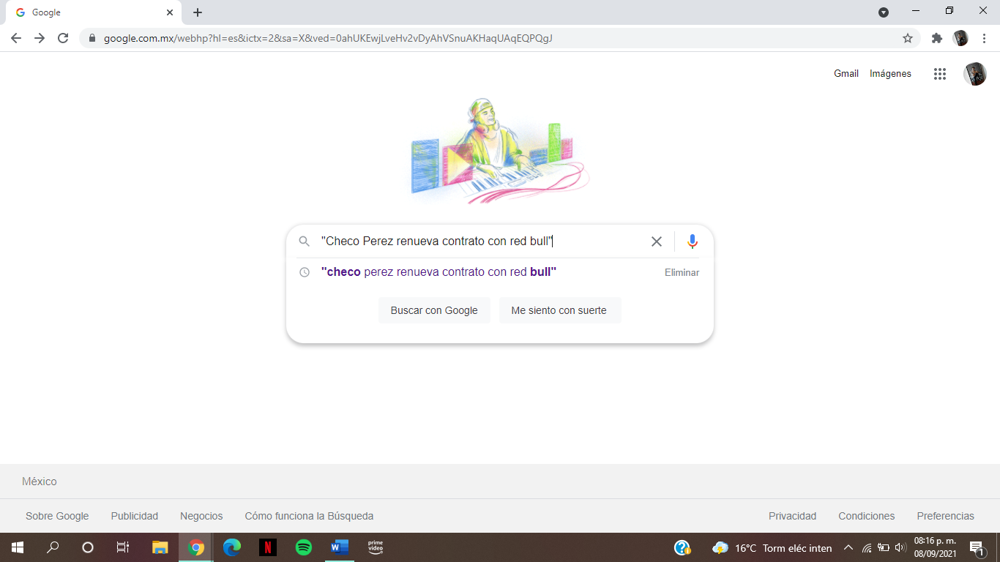 Google
google.com.mx/webhp?hl=es&ictx=2&sa=X&ved=0ahUKEwjLveHv2vDyAhVSnuAKHaqUAqEQPQgJ
Gmail Imágenes
"Checo Perez renueva contrato con red bull"
"checo perez renueva contrato con red bull" Eliminar
Buscar con Google Me siento con suerte
México
Sobre Google Publicidad Negocios Cómo funciona la Búsqueda Privacidad Condiciones Preferencias
prime video
16°C Torm eléc inten
08:16 p. m.
08/09/2021
1